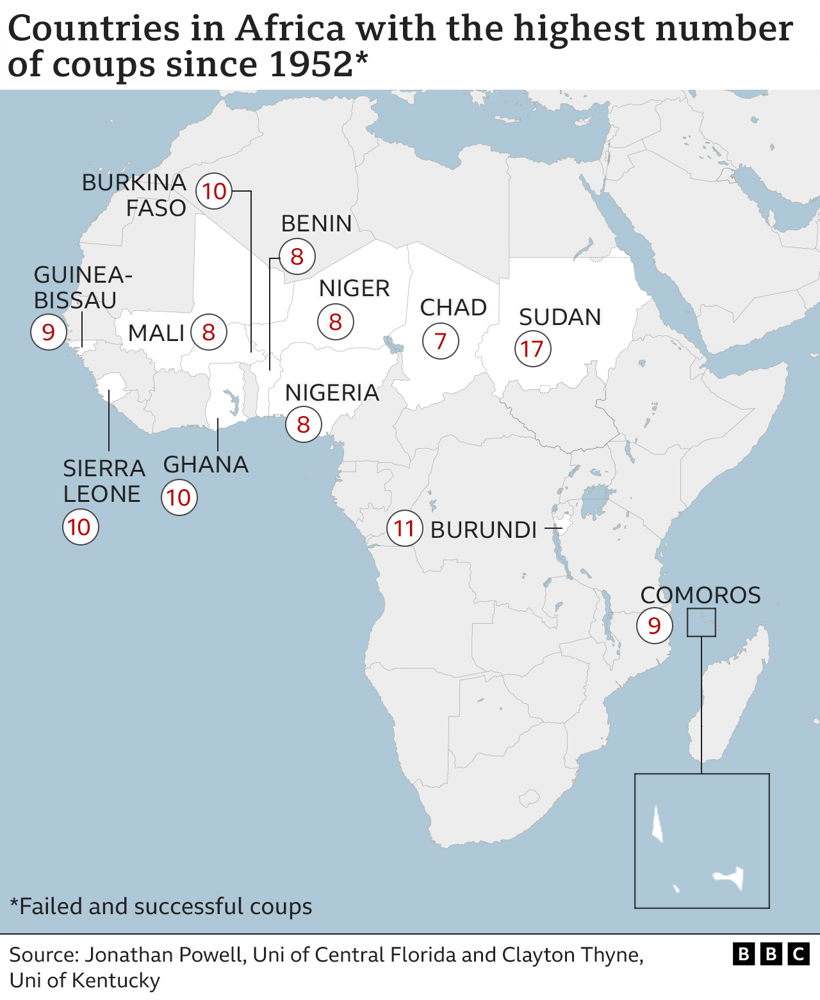 Countries in Africa with the highest number
of coups since 1952*
BURKINA
FASO
10
BENIN
8
GUINEA-
BISSAU
9
MALI 8
NIGER
8
CHAD
7
SUDAN
17
NIGERIA
8
SIERRA
LEONE
10
GHANA
10
11 BURUNDI
COMOROS
9
*Failed and successful coups
Source: Jonathan Powell, Uni of Central Florida and Clayton Thyne,
Uni of Kentucky
BBC